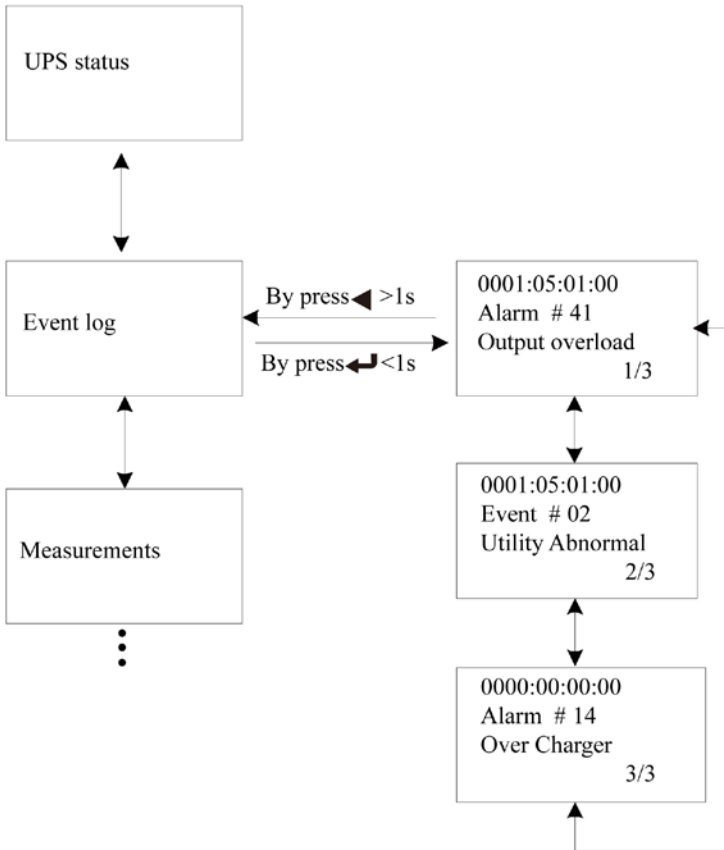 UPS status
Event log
By press >1s
By press <1s
0001:05:01:00
Alarm # 41
Output overload
1/3
0001:05:01:00
Event # 02
Utility Abnormal
2/3
Measurements
0000:00:00:00
Alarm # 14
Over Charger
3/3